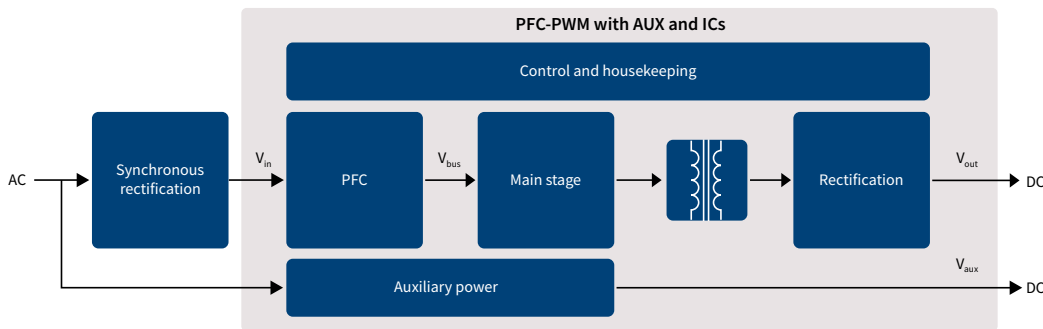 PFC-PWM with AUX and ICs
Control and housekeeping
AC
Synchronous
rectification
Vin
PFC
Vbus
Main stage
Rectification
Vout
DC
Auxiliary power
Vaux
DC